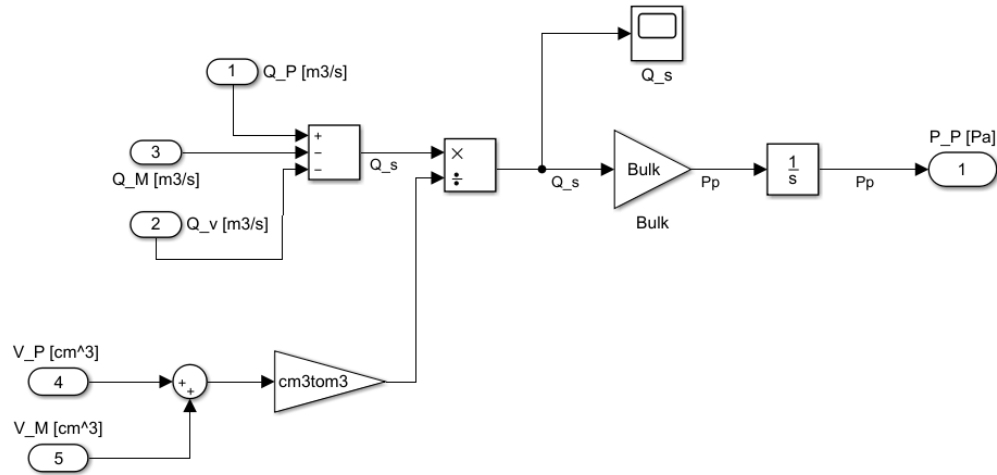 1
Q_P [m3/s]
Q_s
3
Q_M [m3/s]
+
−
−
Q_s
×
÷
Q_s
Bulk
Bulk
Pp
1
s
Pp
P_P [Pa]
1
2
Q_v [m3/s]
V_P [cm^3]
4
+
+
cm3tom3
V_M [cm^3]
5